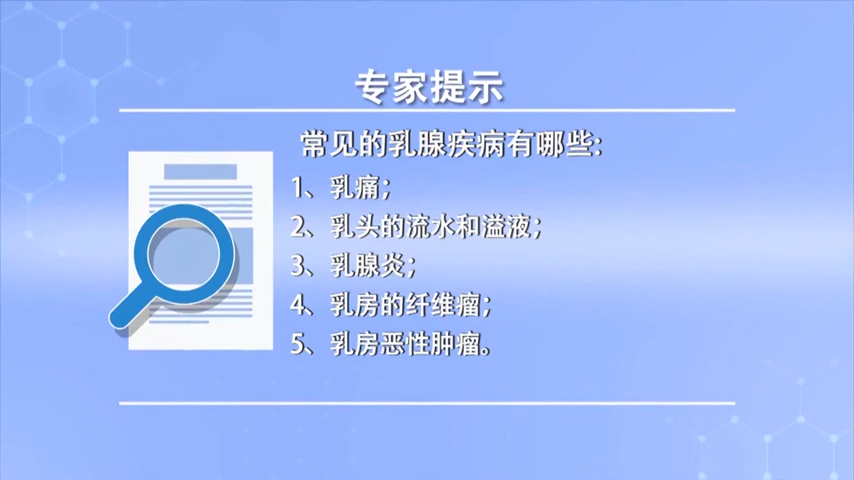 专家提示
常见的乳腺疾病有哪些:
1、乳痛；
2、乳头的流水和溢液；
3、乳腺炎；
4、乳房的纤维瘤；
5、乳房恶性肿瘤。